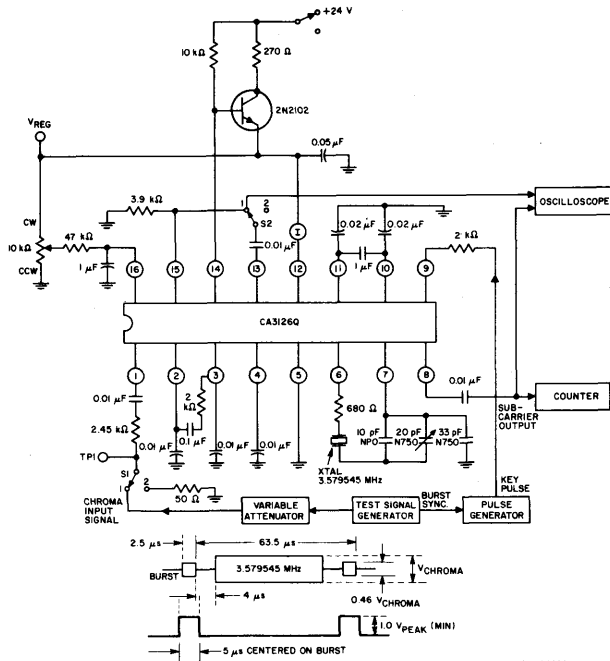 +24 V
10 kΩ
270 Ω
2N2102
VREG
0.05 µF
3.9 kΩ
1
2
S2
OSCILLOSCOPE
CW
10 kΩ
CCW
47 kΩ
1 µF
0.01 µF
I
0.02 µF
0.02 µF
1 µF
2 kΩ
16
15
14
13
12
11
10
9
CA3126Q
1
2
3
4
5
6
7
8
0.01 µF
2.45 kΩ
2 kΩ
0.1 µF
0.01 µF
0.01 µF
0.01 µF
680 Ω
10 pF
NPO
20 pF
N750
33 pF
N750
0.01 µF
COUNTER
SUB-
CARRIER
OUTPUT
XTAL
3.579545 MHz
TP1
S1
1
2
50 Ω
CHROMA
INPUT
SIGNAL
VARIABLE
ATTENUATOR
TEST SIGNAL
GENERATOR
BURST
SYNC.
KEY
PULSE
PULSE
GENERATOR
2.5 µs
63.5 µs
BURST
3.579545 MHz
VCHROMA
4 µs
0.46 VCHROMA
1.0 VPEAK (MIN)
5 µs CENTERED ON BURST